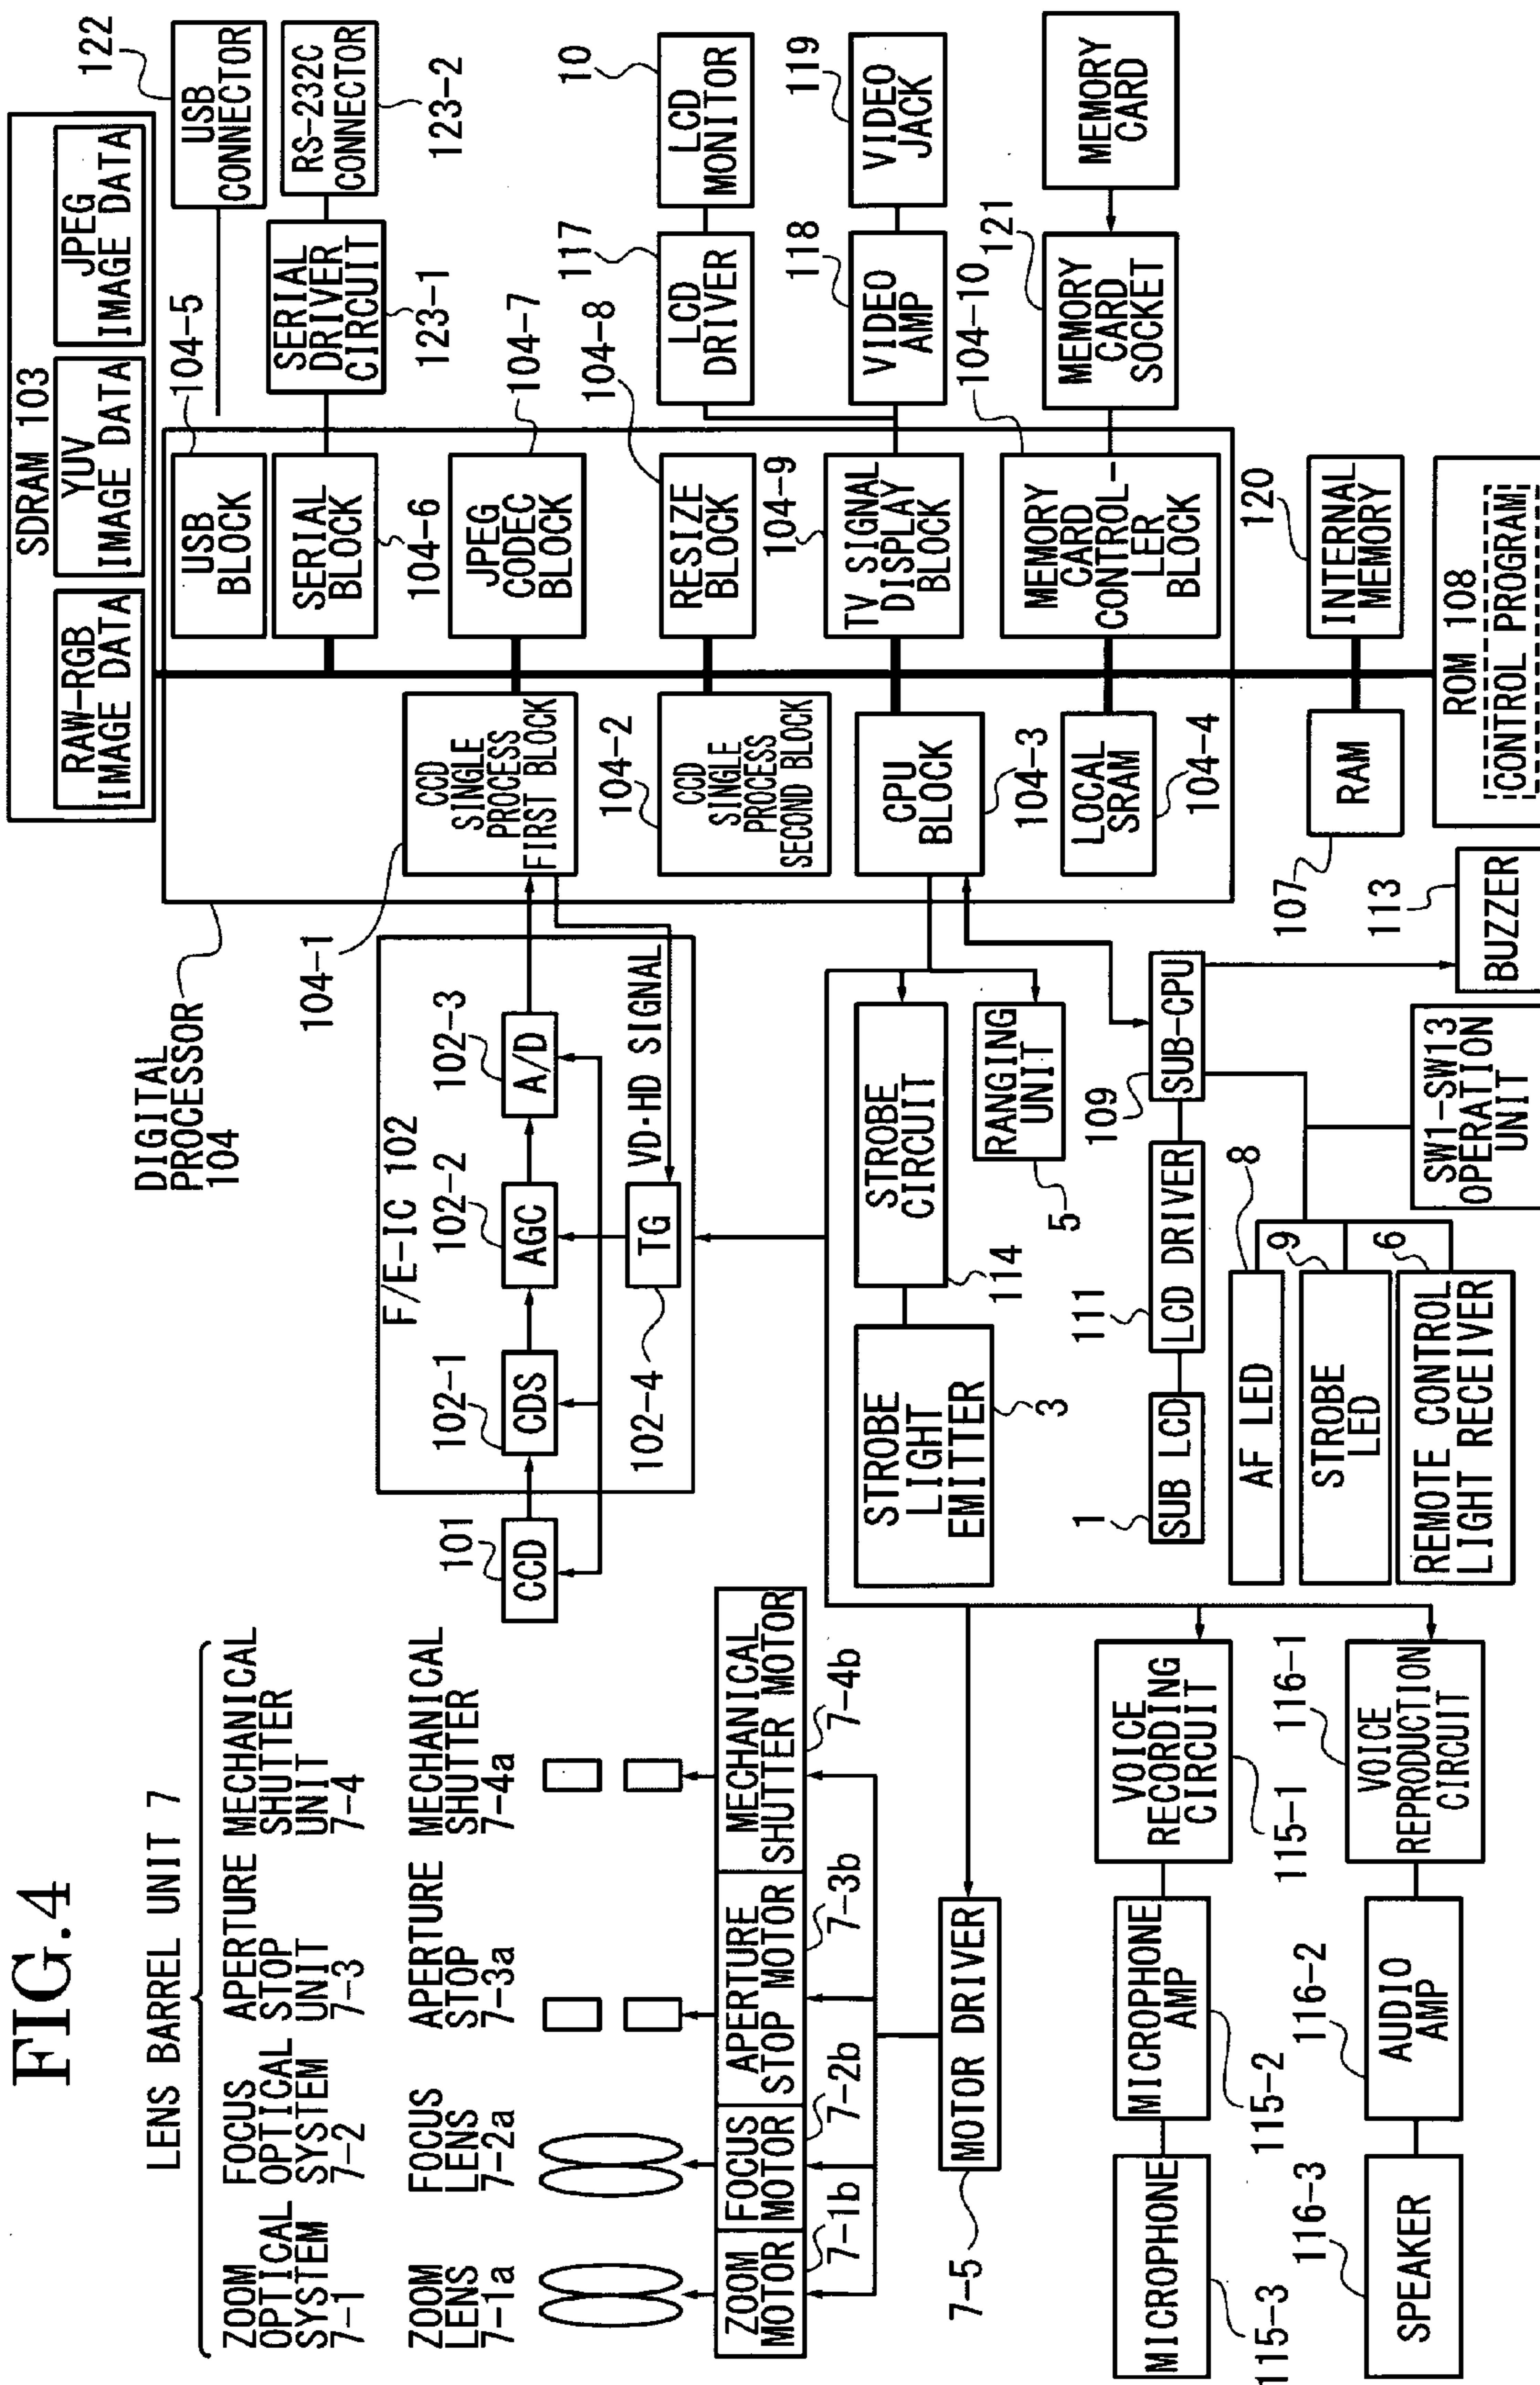 FIG.4
LENS BARREL UNIT 7
ZOOM
OPTICAL
SYSTEM
7-1
FOCUS
OPTICAL
SYSTEM
7-2
APERTURE
STOP
UNIT
7-3
MECHANICAL
SHUTTER
UNIT
7-4
ZOOM
LENS
7-1a
FOCUS
LENS
7-2a
APERTURE
STOP
7-3a
MECHANICAL
SHUTTER
7-4a
ZOOM
MOTOR
7-1b
FOCUS
MOTOR
7-2b
APERTURE
STOP MOTOR
7-3b
MECHANICAL
SHUTTER MOTOR
7-4b
MOTOR DRIVER
7-5
MICROPHONE
115-3
MICROPHONE
AMP
115-2
VOICE
RECORDING
CIRCUIT
115-1
SPEAKER
116-3
AUDIO
AMP
116-2
VOICE
REPRODUCTION
CIRCUIT
116-1
DIGITAL
PROCESSOR
104
F/E-IC 102
101
CCD
102-1
CDS
102-2
AGC
102-3
A/D
TG
102-4
VD·HD SIGNAL
STROBE
LIGHT
EMITTER
3
STROBE
CIRCUIT
114
RANGING
UNIT
5
1
SUB LCD
111
LCD DRIVER
109
SUB-CPU
AF LED
8
STROBE
LED
9
REMOTE CONTROL
LIGHT RECEIVER
6
SW1-SW13
OPERATION
UNIT
BUZZER
113
SDRAM 103
RAW-RGB
IMAGE DATA
YUV
IMAGE DATA
JPEG
IMAGE DATA
104-1
CCD
SINGLE
PROCESS
FIRST BLOCK
104-2
CCD
SINGLE
PROCESS
SECOND BLOCK
CPU
BLOCK
104-3
LOCAL
SRAM
104-4
USB
BLOCK
104-5
SERIAL
BLOCK
104-6
JPEG
CODEC
BLOCK
104-7
RESIZE
BLOCK
104-8
TV SIGNAL
DISPLAY
BLOCK
104-9
MEMORY
CARD
CONTROL-
LER
BLOCK
104-10
USB
CONNECTOR
122
SERIAL
DRIVER
CIRCUIT
123-1
RS-232C
CONNECTOR
123-2
LCD
DRIVER
117
LCD
MONITOR
10
VIDEO
AMP
118
VIDEO
JACK
119
MEMORY
CARD
SOCKET
121
MEMORY
CARD
RAM
107
INTERNAL
MEMORY
120
ROM 108
CONTROL PROGRAM